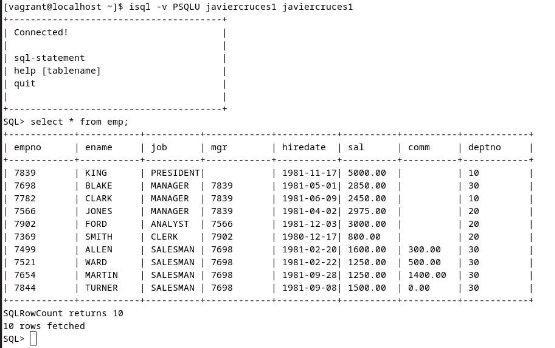 [vagrant@localhost ~]$ isql -v PSQLU javiercruces1 javiercruces1
+---------------------------------------+
| Connected!                            |
|                                       |
| sql-statement                         |
| help [tablename]                      |
| quit                                  |
|                                       |
+---------------------------------------+
SQL> select * from emp;
+-----------+-----------+----------+-----------+-----------+-----------+----------+-----------+
| empno     | ename     | job      | mgr       | hiredate  | sal       | comm     | deptno    |
+-----------+-----------+----------+-----------+-----------+-----------+----------+-----------+
| 7839      | KING      | PRESIDENT|           | 1981-11-17| 5000.00   |          | 10        |
| 7698      | BLAKE     | MANAGER  | 7839      | 1981-05-01| 2850.00   |          | 30        |
| 7782      | CLARK     | MANAGER  | 7839      | 1981-06-09| 2450.00   |          | 10        |
| 7566      | JONES     | MANAGER  | 7839      | 1981-04-02| 2975.00   |          | 20        |
| 7902      | FORD      | ANALYST  | 7566      | 1981-12-03| 3000.00   |          | 20        |
| 7369      | SMITH     | CLERK    | 7902      | 1980-12-17| 800.00    |          | 20        |
| 7499      | ALLEN     | SALESMAN | 7698      | 1981-02-20| 1600.00   | 300.00   | 30        |
| 7521      | WARD      | SALESMAN | 7698      | 1981-02-22| 1250.00   | 500.00   | 30        |
| 7654      | MARTIN    | SALESMAN | 7698      | 1981-09-28| 1250.00   | 1400.00  | 30        |
| 7844      | TURNER    | SALESMAN | 7698      | 1981-09-08| 1500.00   | 0.00     | 30        |
+-----------+-----------+----------+-----------+-----------+-----------+----------+-----------+
SQLRowCount returns 10
10 rows fetched
SQL>